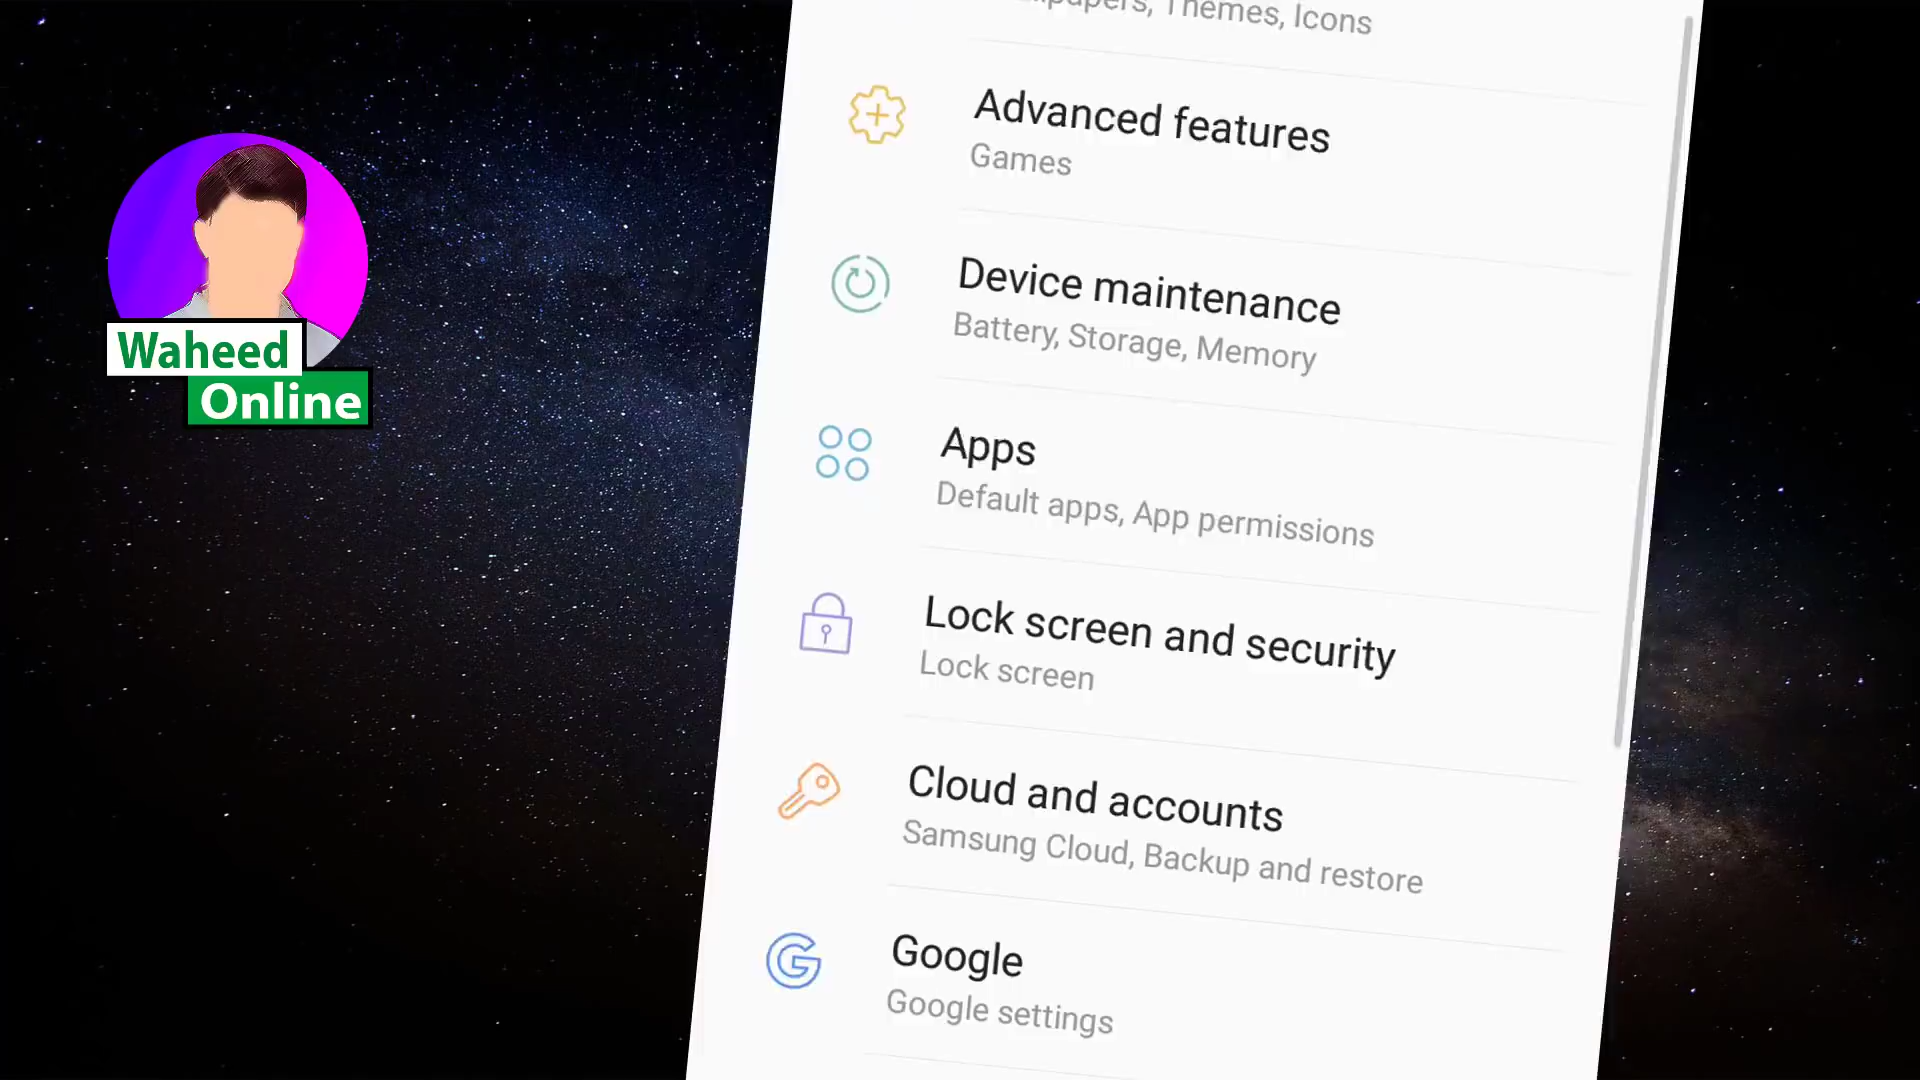 Themes, Icons
Advanced features
Games
Device maintenance
Battery, Storage, Memory
Apps
Default apps, App permissions
Lock screen and security
Lock screen
Cloud and accounts
Samsung Cloud, Backup and restore
Google
Google settings
Waheed
Online